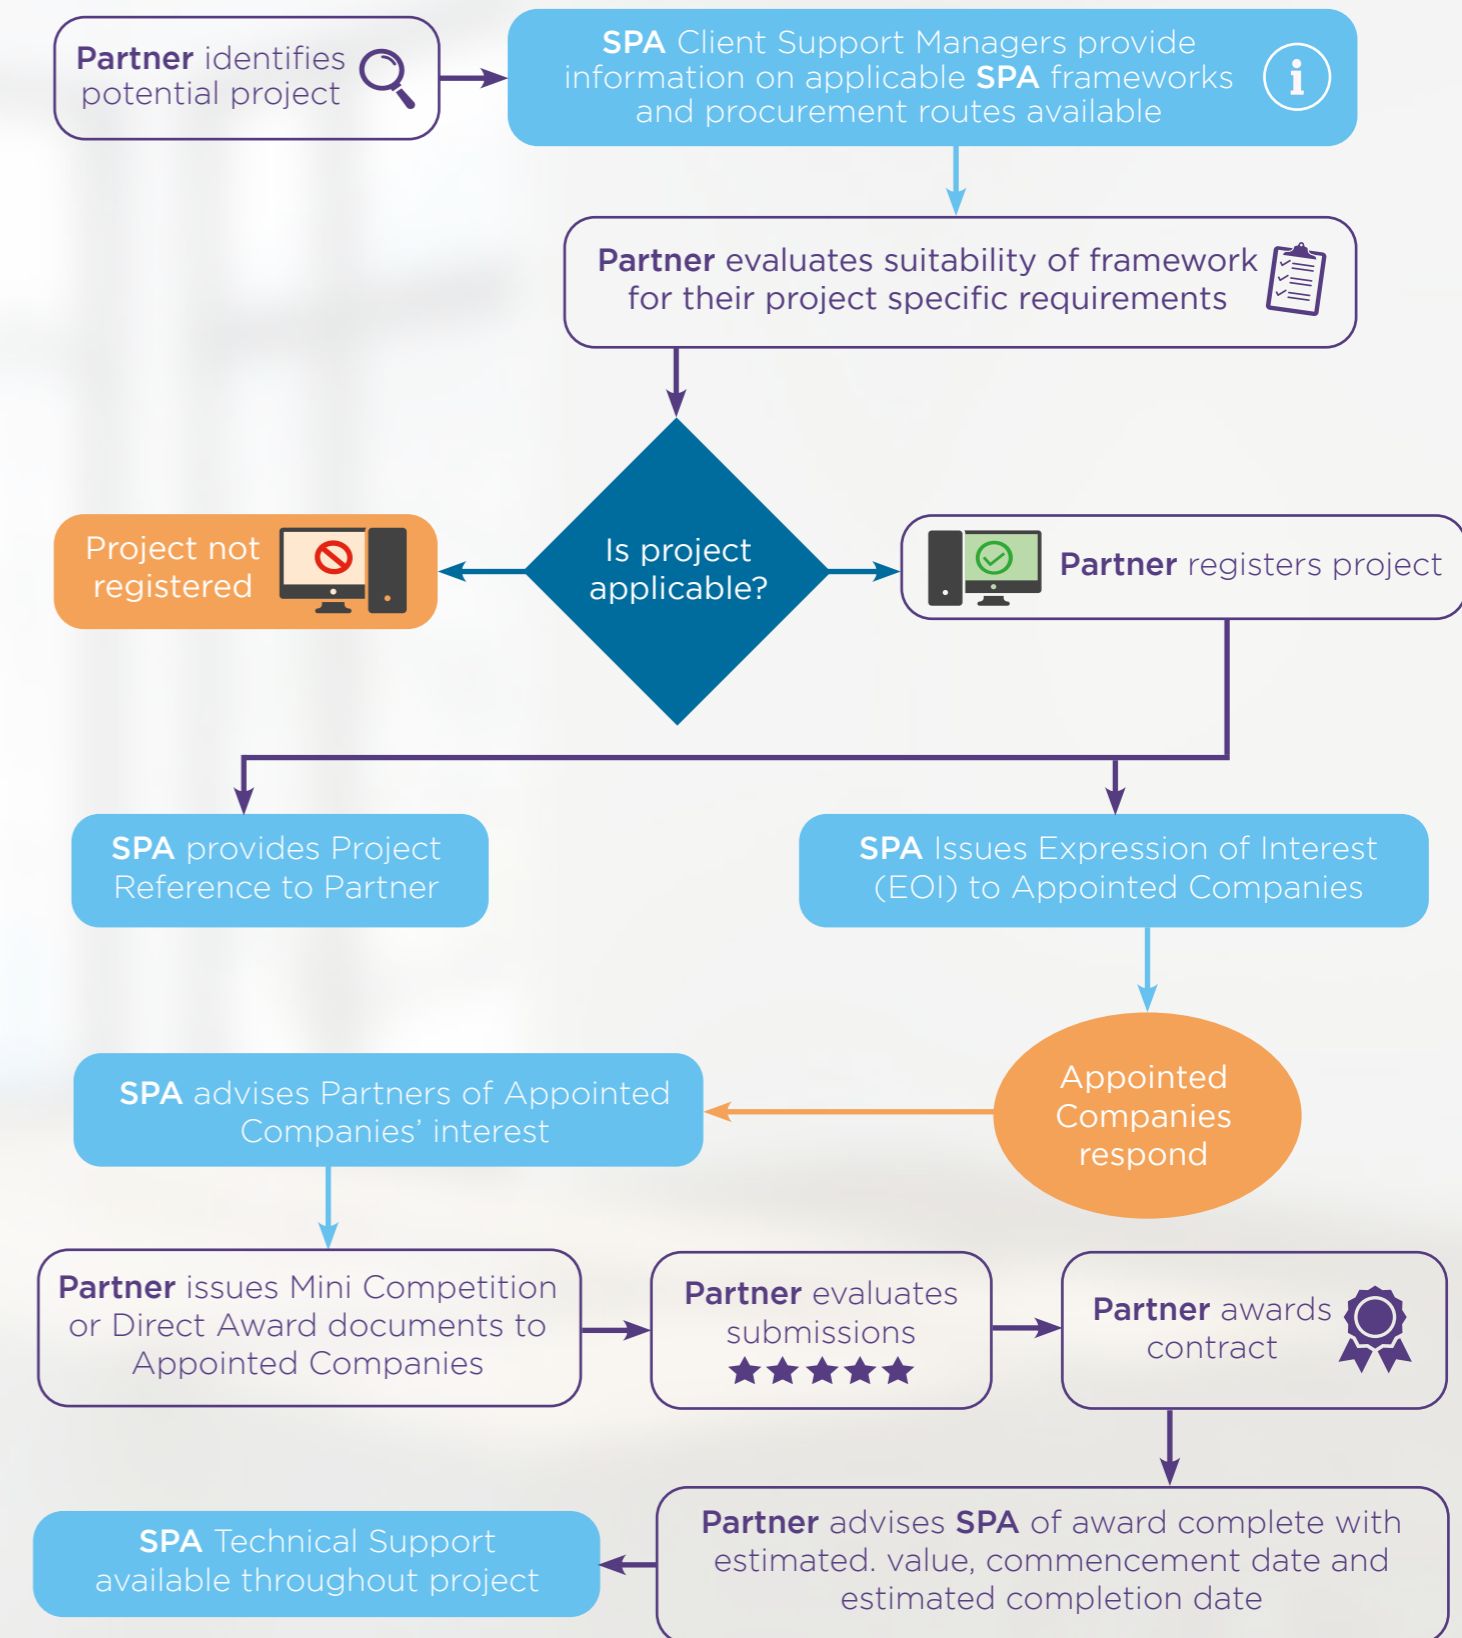 Partner identifies
potential project
SPA Client Support Managers provide
information on applicable SPA frameworks
and procurement routes available
Partner evaluates suitability of framework
for their project specific requirements
Is project
applicable?
Project not
registered
Partner registers project
SPA provides Project
Reference to Partner
SPA Issues Expression of Interest
(EOI) to Appointed Companies
Appointed
Companies
respond
SPA advises Partners of Appointed
Companies’ interest
Partner issues Mini Competition
or Direct Award documents to
Appointed Companies
Partner evaluates
submissions
Partner awards
contract
Partner advises SPA of award complete with
estimated. value, commencement date and
estimated completion date
SPA Technical Support
available throughout project